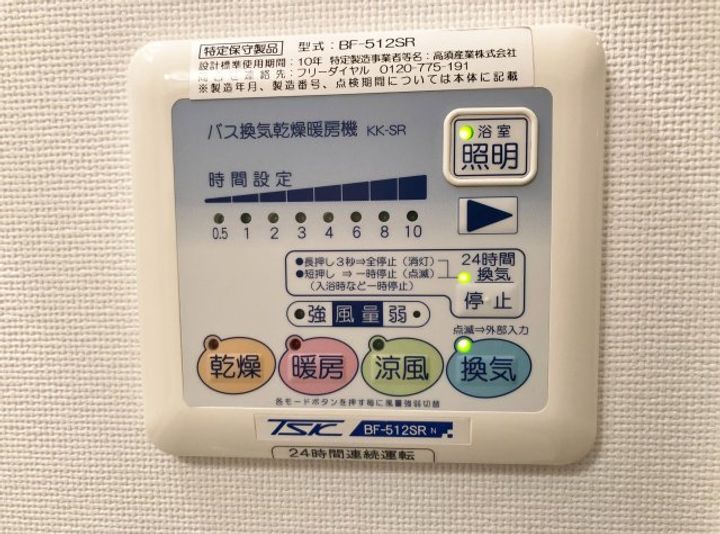 特定保守製品 型式：BF-512SR
設計標準使用期間：10年 特定製造事業者等名：高須産業株式会社
問合せ連絡先：フリーダイヤル 0120-775-191
※製造年月、製造番号、点検期間については本体に記載
バス換気乾燥暖房機 KK-SR
浴室
照明
時間設定
0.5 1 2 3 4 6 8 10
●長押し3秒⇒全停止（消灯）
●短押し ⇒一時停止（点滅）
（入浴時など一時停止）
24時間
換気
停止
強 風量 弱
点滅⇒外部入力
乾燥 暖房 涼風 換気
各モードボタンを押す毎に風量強弱切替
TSK BF-512SR N
24時間連続運転